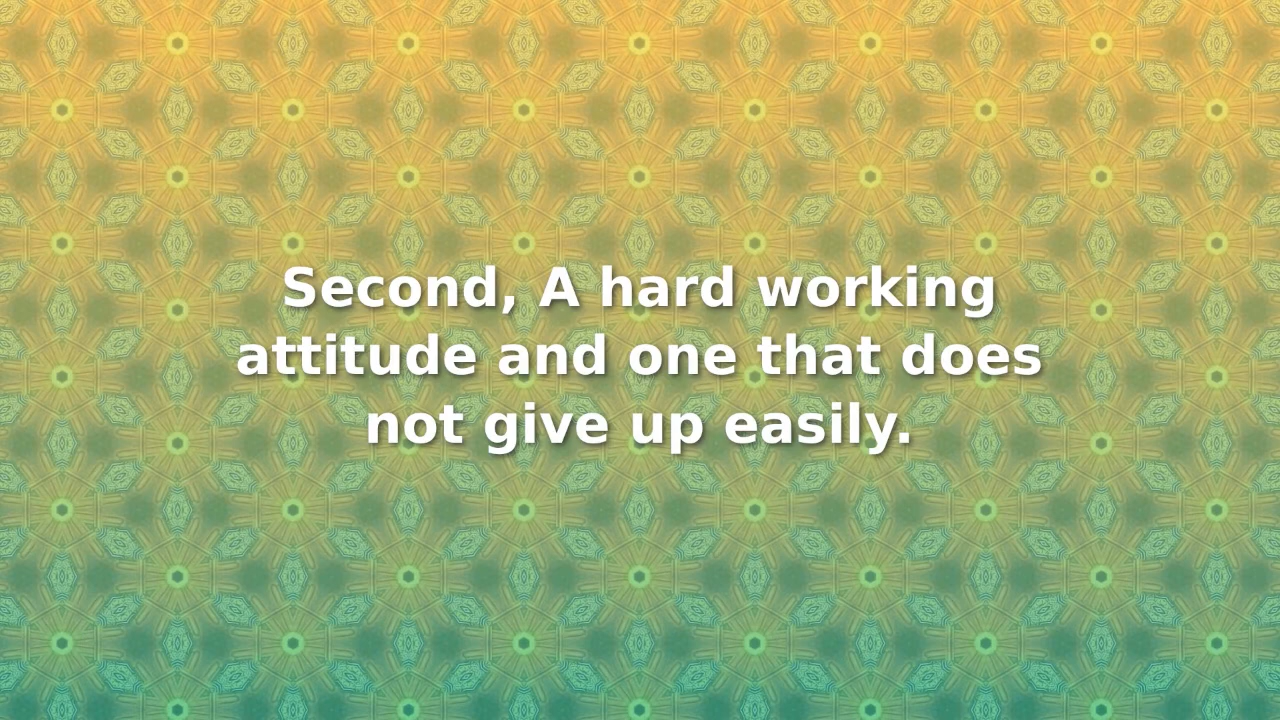 Second, A hard working
attitude and one that does
not give up easily.